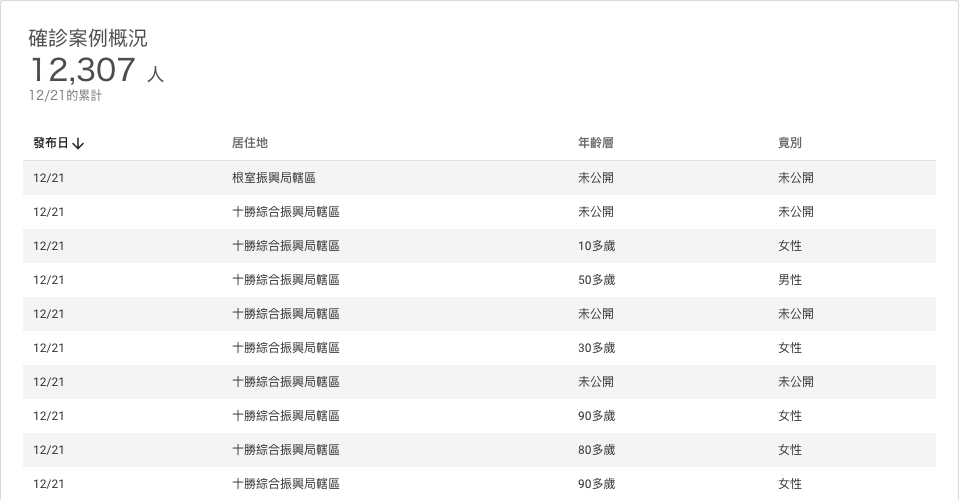 確診案例概況
12,307 人
12/21的累計
發布日↓ 居住地 年齡層 竟別
12/21 根室振興局轄區 未公開 未公開
12/21 十勝綜合振興局轄區 未公開 未公開
12/21 十勝綜合振興局轄區 10多歲 女性
12/21 十勝綜合振興局轄區 50多歲 男性
12/21 十勝綜合振興局轄區 未公開 未公開
12/21 十勝綜合振興局轄區 30多歲 女性
12/21 十勝綜合振興局轄區 未公開 未公開
12/21 十勝綜合振興局轄區 90多歲 女性
12/21 十勝綜合振興局轄區 80多歲 女性
12/21 十勝綜合振興局轄區 90多歲 女性